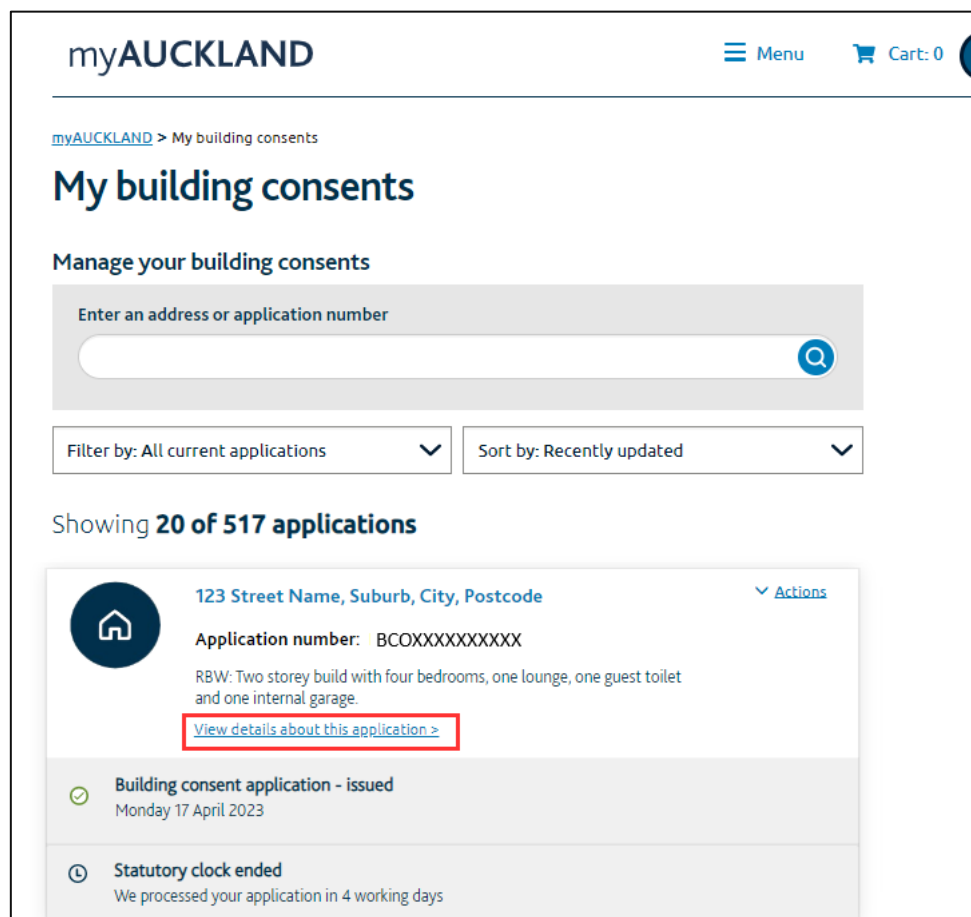 myAUCKLAND
Menu
Cart: 0
myAUCKLAND > My building consents
My building consents
Manage your building consents
Enter an address or application number
Filter by: All current applications
Sort by: Recently updated
Showing 20 of 517 applications
123 Street Name, Suburb, City, Postcode
Actions
Application number: BCOXXXXXXXXXX
RBW: Two storey build with four bedrooms, one lounge, one guest toilet
and one internal garage.
View details about this application >
Building consent application - issued
Monday 17 April 2023
Statutory clock ended
We processed your application in 4 working days